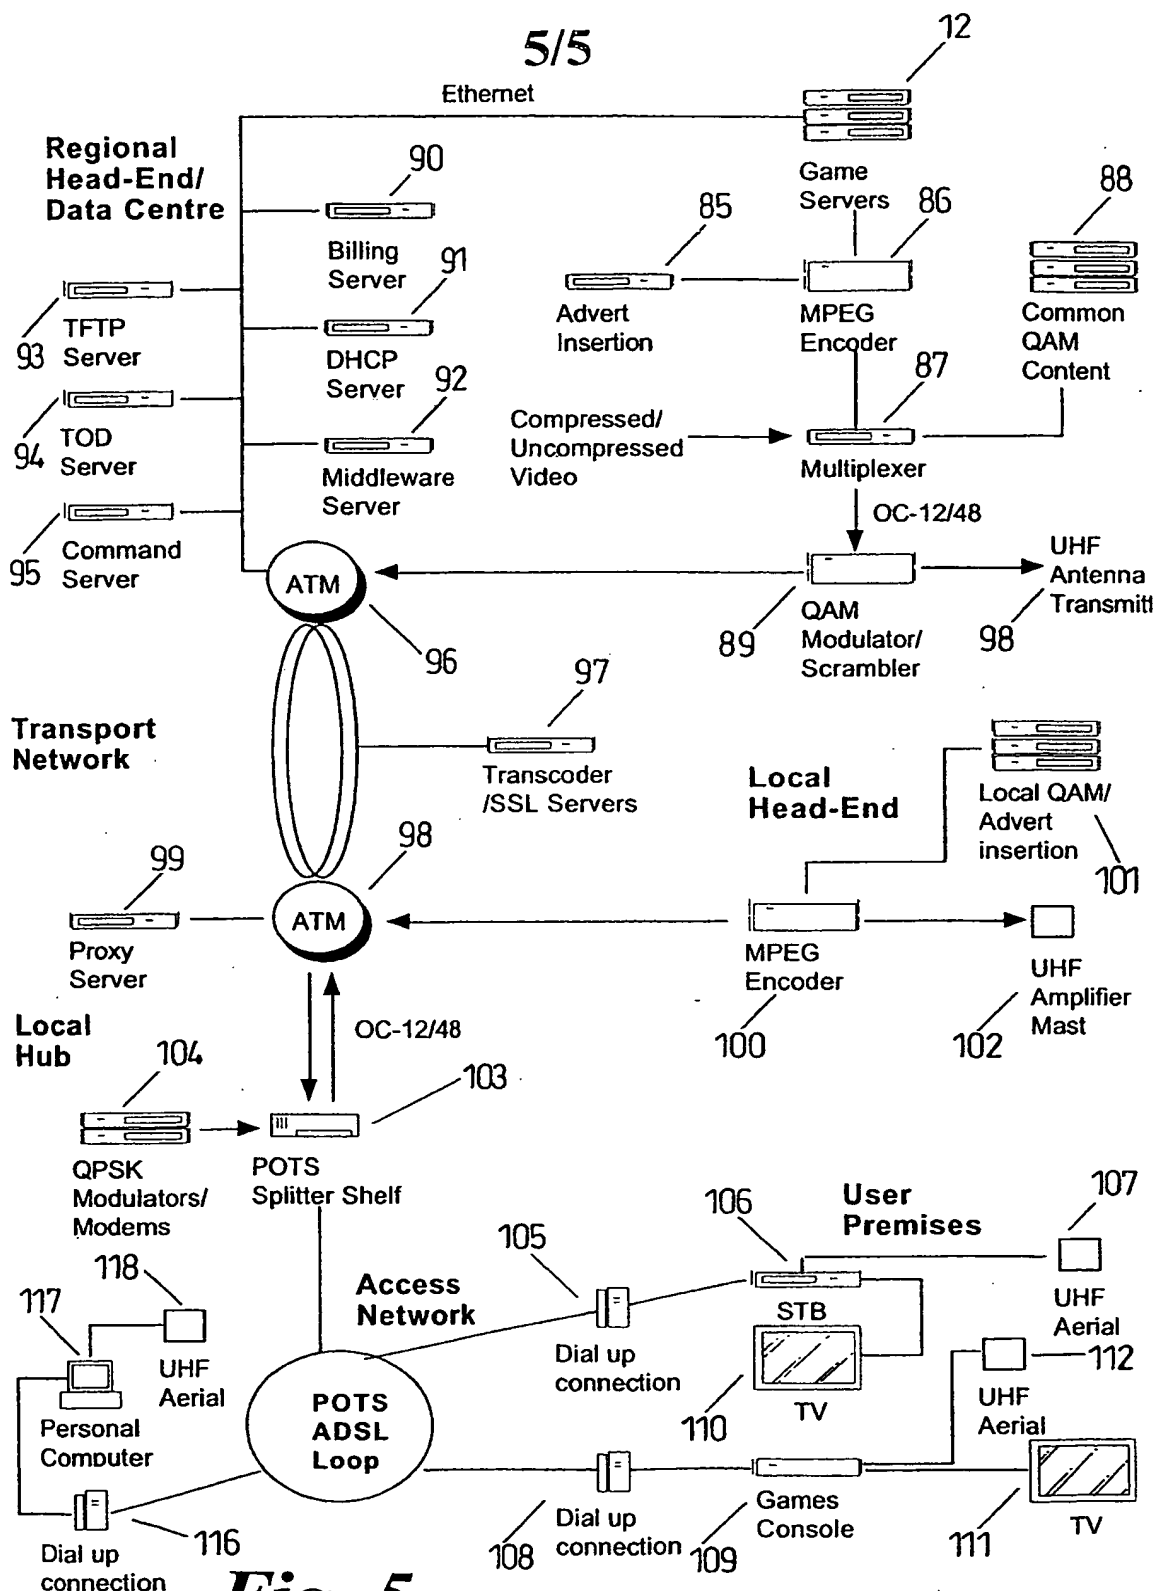 5/5
12
Ethernet
Regional
Head-End/
Data Centre
90
Billing
Server
Game
Servers
88
85
86
91
Advert
Insertion
MPEG
Encoder
Common
QAM
Content
TFTP
Server
93
DHCP
Server
92
87
Compressed/
Uncompressed
Video
TOD
Server
94
Middleware
Server
Multiplexer
OC-12/48
Command
Server
95
ATM
96
UHF
Antenna
Transmitt
98
QAM
Modulator/
Scrambler
89
97
Transport
Network
Transcoder
/SSL Servers
Local
Head-End
Local QAM/
Advert
insertion
101
98
99
ATM
Proxy
Server
MPEG
Encoder
100
UHF
Amplifier
Mast
102
Local
Hub
OC-12/48
104
103
QPSK
Modulators/
Modems
POTS
Splitter Shelf
User
Premises
106
107
105
118
117
Access
Network
STB
UHF
Aerial
UHF
Aerial
Dial up
connection
112
110
TV
UHF
Aerial
POTS
ADSL
Loop
Personal
Computer
Dial up
connection
116
108
Dial up
connection
109
Games
Console
111
TV
Fig. 5